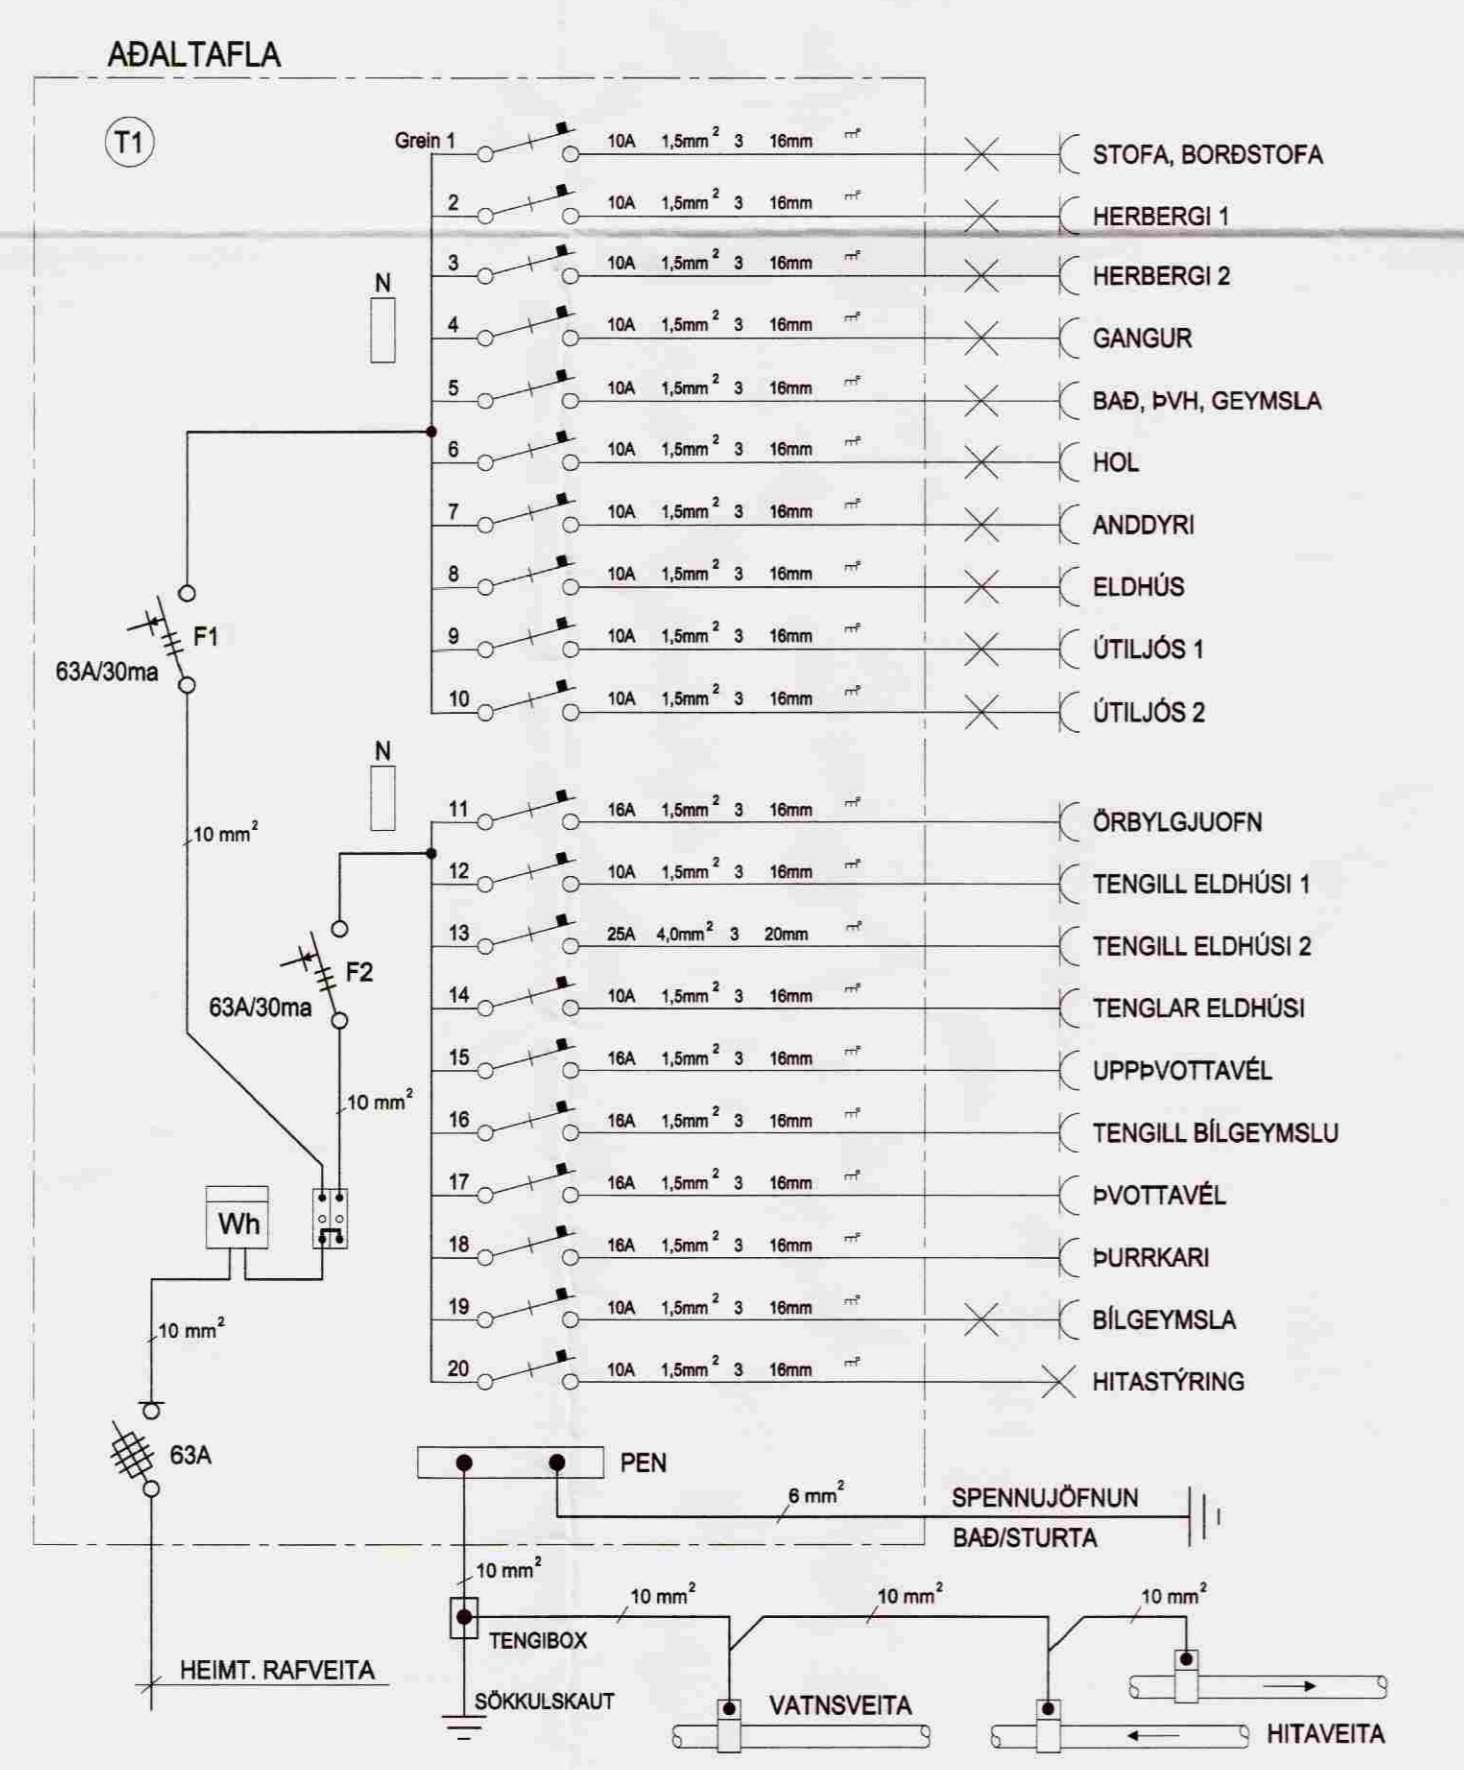 AÐALTAFLA
T1
Grein 1 10A 1,5mm² 3 16mm STOFA, BORÐSTOFA
2 10A 1,5mm² 3 16mm HERBERGI 1
3 10A 1,5mm² 3 16mm HERBERGI 2
N
4 10A 1,5mm² 3 16mm GANGUR
5 10A 1,5mm² 3 16mm BAÐ, ÞVH, GEYMSLA
6 10A 1,5mm² 3 16mm HOL
7 10A 1,5mm² 3 16mm ANDDYRI
8 10A 1,5mm² 3 16mm ELDHÚS
F1
63A/30ma
9 10A 1,5mm² 3 16mm ÚTILJÓS 1
10 10A 1,5mm² 3 16mm ÚTILJÓS 2
N
10 mm²
11 16A 1,5mm² 3 16mm ÖRBYLGJUOFN
12 10A 1,5mm² 3 16mm TENGILL ELDHÚSI 1
13 25A 4,0mm² 3 20mm TENGILL ELDHÚSI 2
F2
63A/30ma
14 10A 1,5mm² 3 16mm TENGLAR ELDHÚSI
15 16A 1,5mm² 3 16mm UPPÞVOTTAVÉL
10 mm²
16 16A 1,5mm² 3 16mm TENGILL BÍLGEYMSLU
17 16A 1,5mm² 3 16mm ÞVOTTAVÉL
Wh
18 16A 1,5mm² 3 16mm ÞURRKARI
19 10A 1,5mm² 3 16mm BÍLGEYMSLA
10 mm²
20 10A 1,5mm² 3 16mm HITASTÝRING
63A
PEN
6 mm²
SPENNUJÖFNUN
BAÐ/STURTA
10 mm²
10 mm²
10 mm²
10 mm²
TENGIBOX
HEIMT. RAFVEITA
SÖKKULSKAUT
VATNSVEITA
HITAVEITA